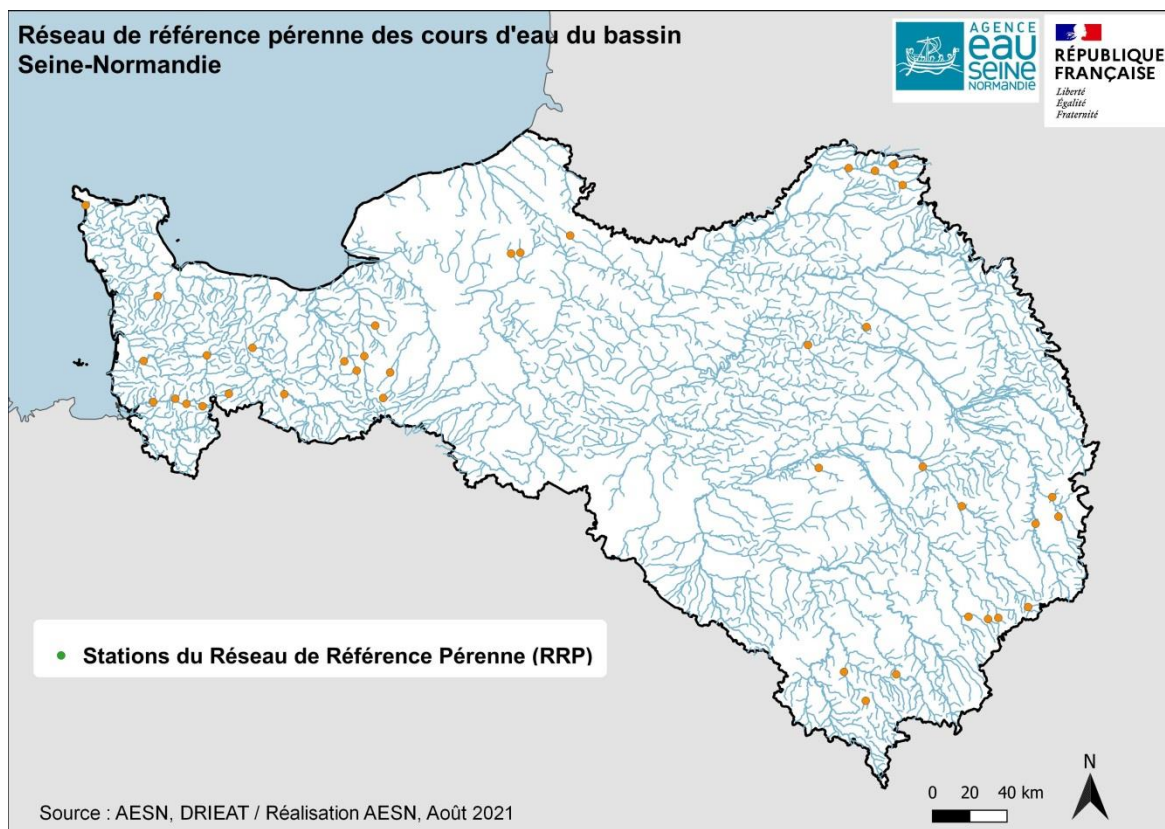 Réseau de référence pérenne des cours d'eau du bassin
Seine-Normandie
AGENCE
eau
SEINE
NORMANDIE
RÉPUBLIQUE
FRANÇAISE
Liberté
Égalité
Fraternité
Stations du Réseau de Référence Pérenne (RRP)
N
0 20 40 km
Source : AESN, DRIEAT / Réalisation AESN, Août 2021